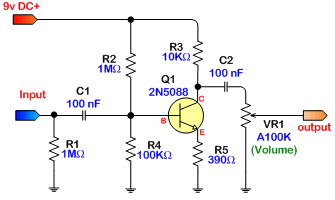 9v DC+
R2
1MΩ
R3
10KΩ
C2
100 nF
Q1
2N5088
C1
100 nF
Input
C
B
E
VR1
A100K
(Volume)
output
R1
1MΩ
R4
100KΩ
R5
390Ω